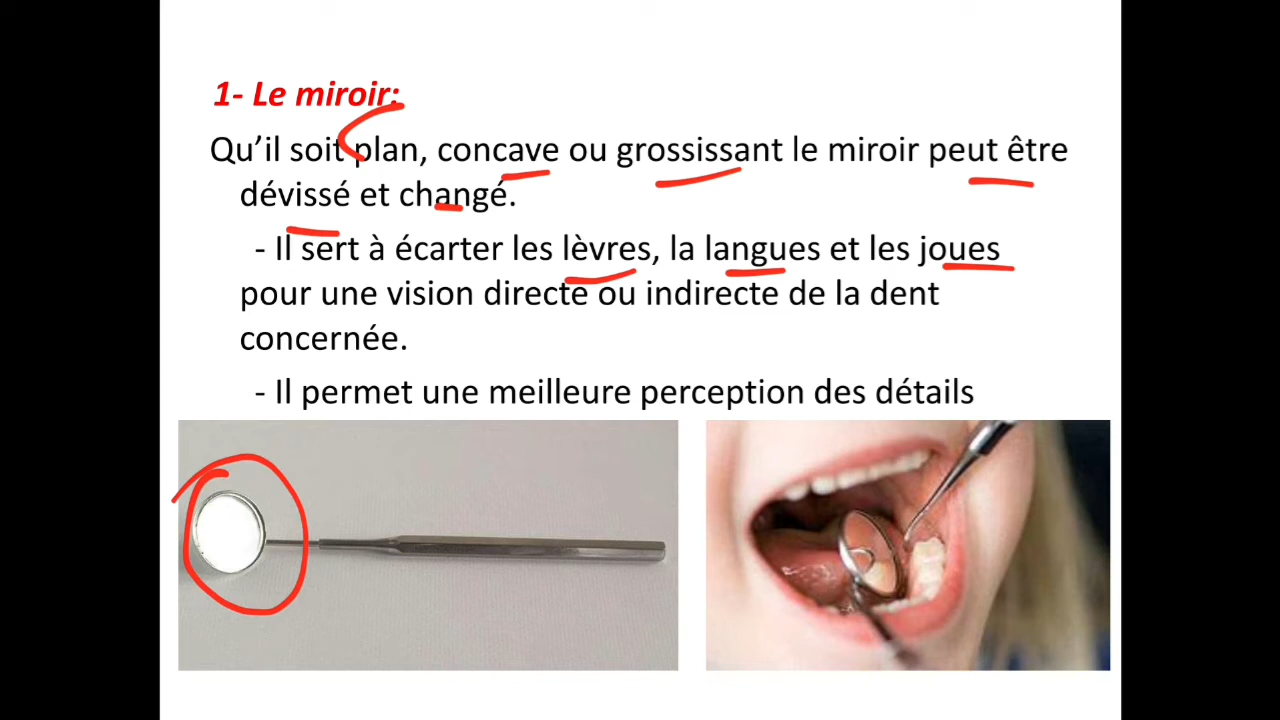 1- Le miroir:
Qu’il soit plan, concave ou grossissant le miroir peut être
dévissé et changé.
- Il sert à écarter les lèvres, la langues et les joues
pour une vision directe ou indirecte de la dent
concernée.
- Il permet une meilleure perception des détails